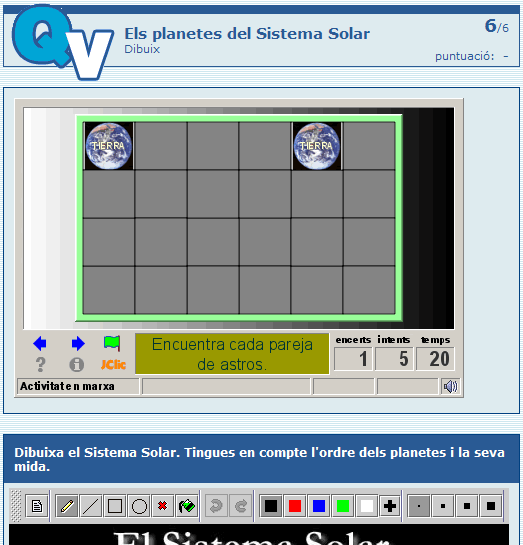 QV
Els planetes del Sistema Solar
Dibuix
6/6
puntuació: -
TIERRA
TIERRA
Encuentra cada pareja
de astros.
encerts intents temps
1 5 20
JClic
Activitat en marxa
Dibuixa el Sistema Solar. Tingues en compte l'ordre dels planetes i la seva
mida.
El Sistema Solar